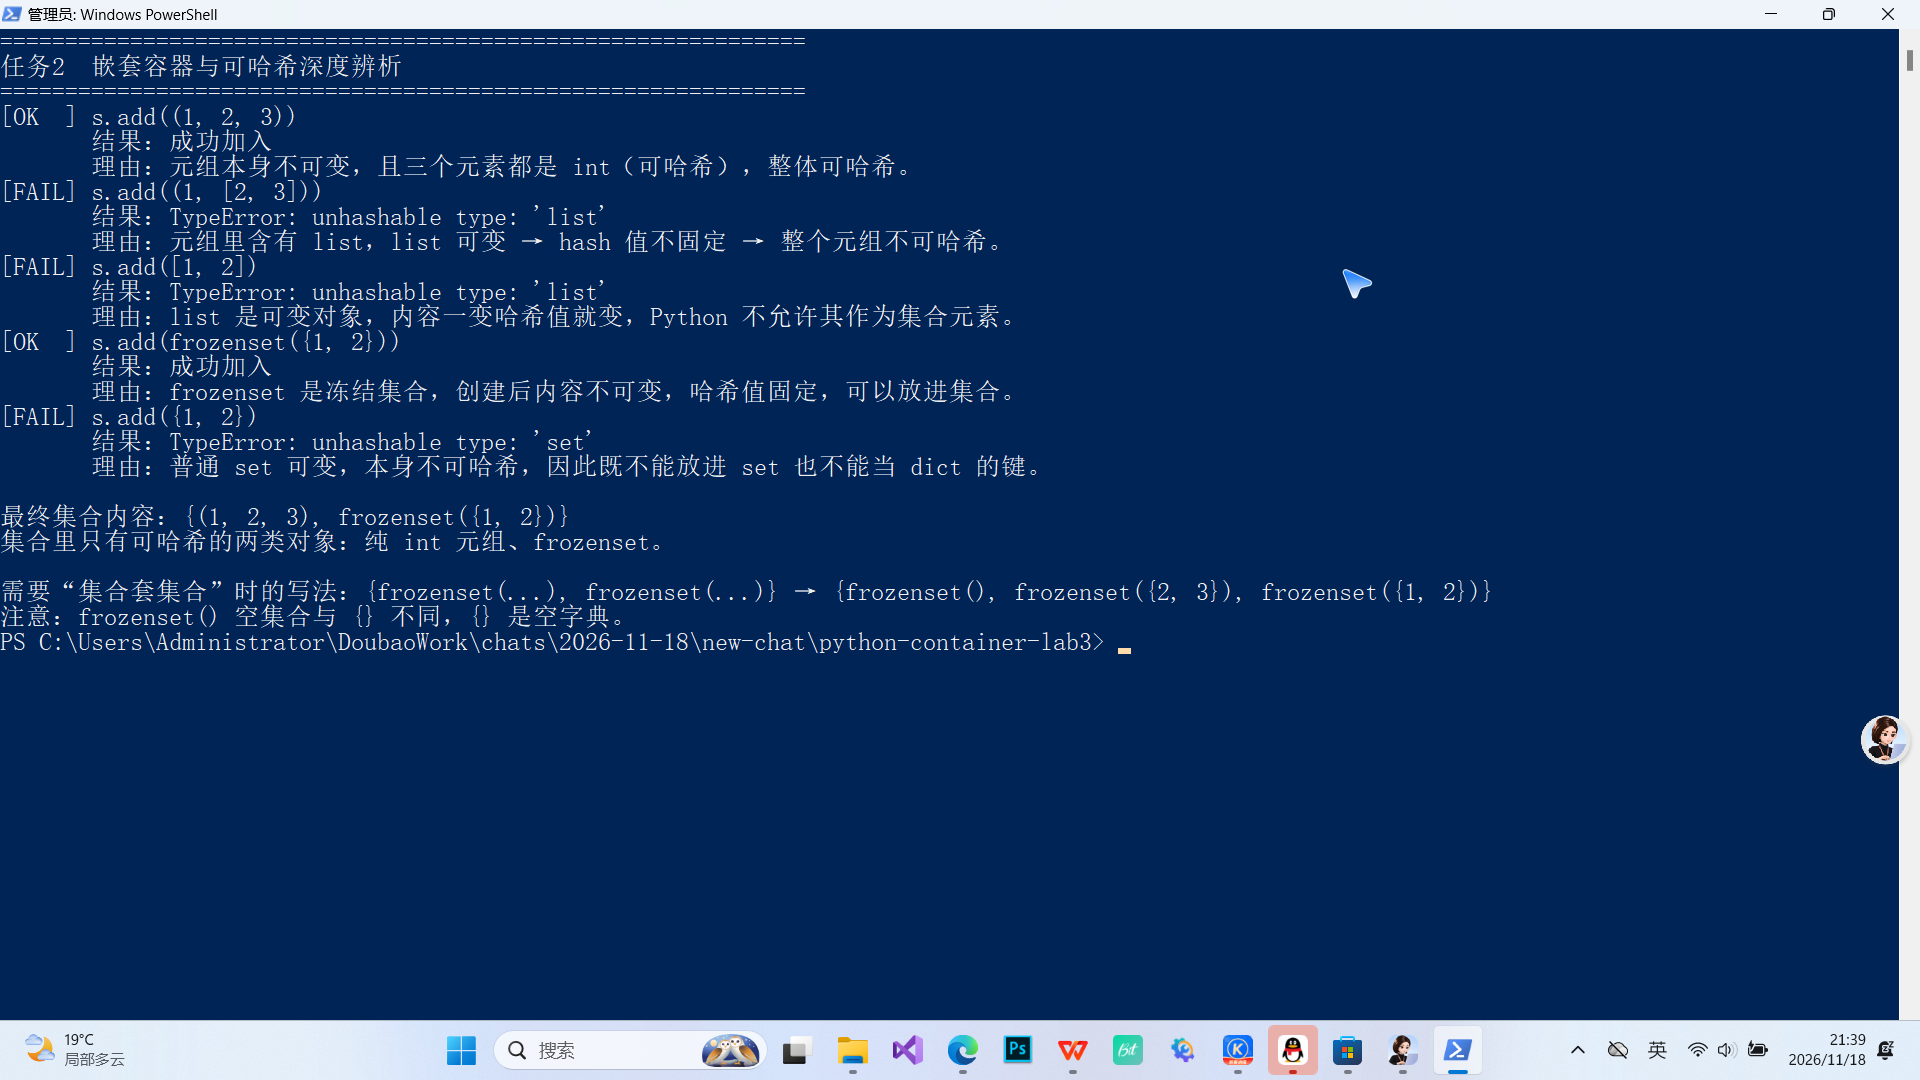 管理员: Windows PowerShell
==============================================================
任务2  嵌套容器与可哈希深度辨析
==============================================================
[OK  ] s.add((1, 2, 3))
       结果：成功加入
       理由：元组本身不可变，且三个元素都是 int（可哈希），整体可哈希。
[FAIL] s.add((1, [2, 3]))
       结果：TypeError: unhashable type: 'list'
       理由：元组里含有 list，list 可变 → hash 值不固定 → 整个元组不可哈希。
[FAIL] s.add([1, 2])
       结果：TypeError: unhashable type: 'list'
       理由：list 是可变对象，内容一变哈希值就变，Python 不允许其作为集合元素。
[OK  ] s.add(frozenset({1, 2}))
       结果：成功加入
       理由：frozenset 是冻结集合，创建后内容不可变，哈希值固定，可以放进集合。
[FAIL] s.add({1, 2})
       结果：TypeError: unhashable type: 'set'
       理由：普通 set 可变，本身不可哈希，因此既不能放进 set 也不能当 dict 的键。
最终集合内容：{(1, 2, 3), frozenset({1, 2})}
集合里只有可哈希的两类对象：纯 int 元组、frozenset。
需要“集合套集合”时的写法：{frozenset(...), frozenset(...)} → {frozenset(), frozenset({2, 3}), frozenset({1, 2})}
注意：frozenset() 空集合与 {} 不同，{} 是空字典。
PS C:\Users\Administrator\DoubaoWork\chats\2026-11-18\new-chat\python-container-lab3>
19°C
局部多云
搜索
Ps
Bit
K
英
21:39
2026/11/18